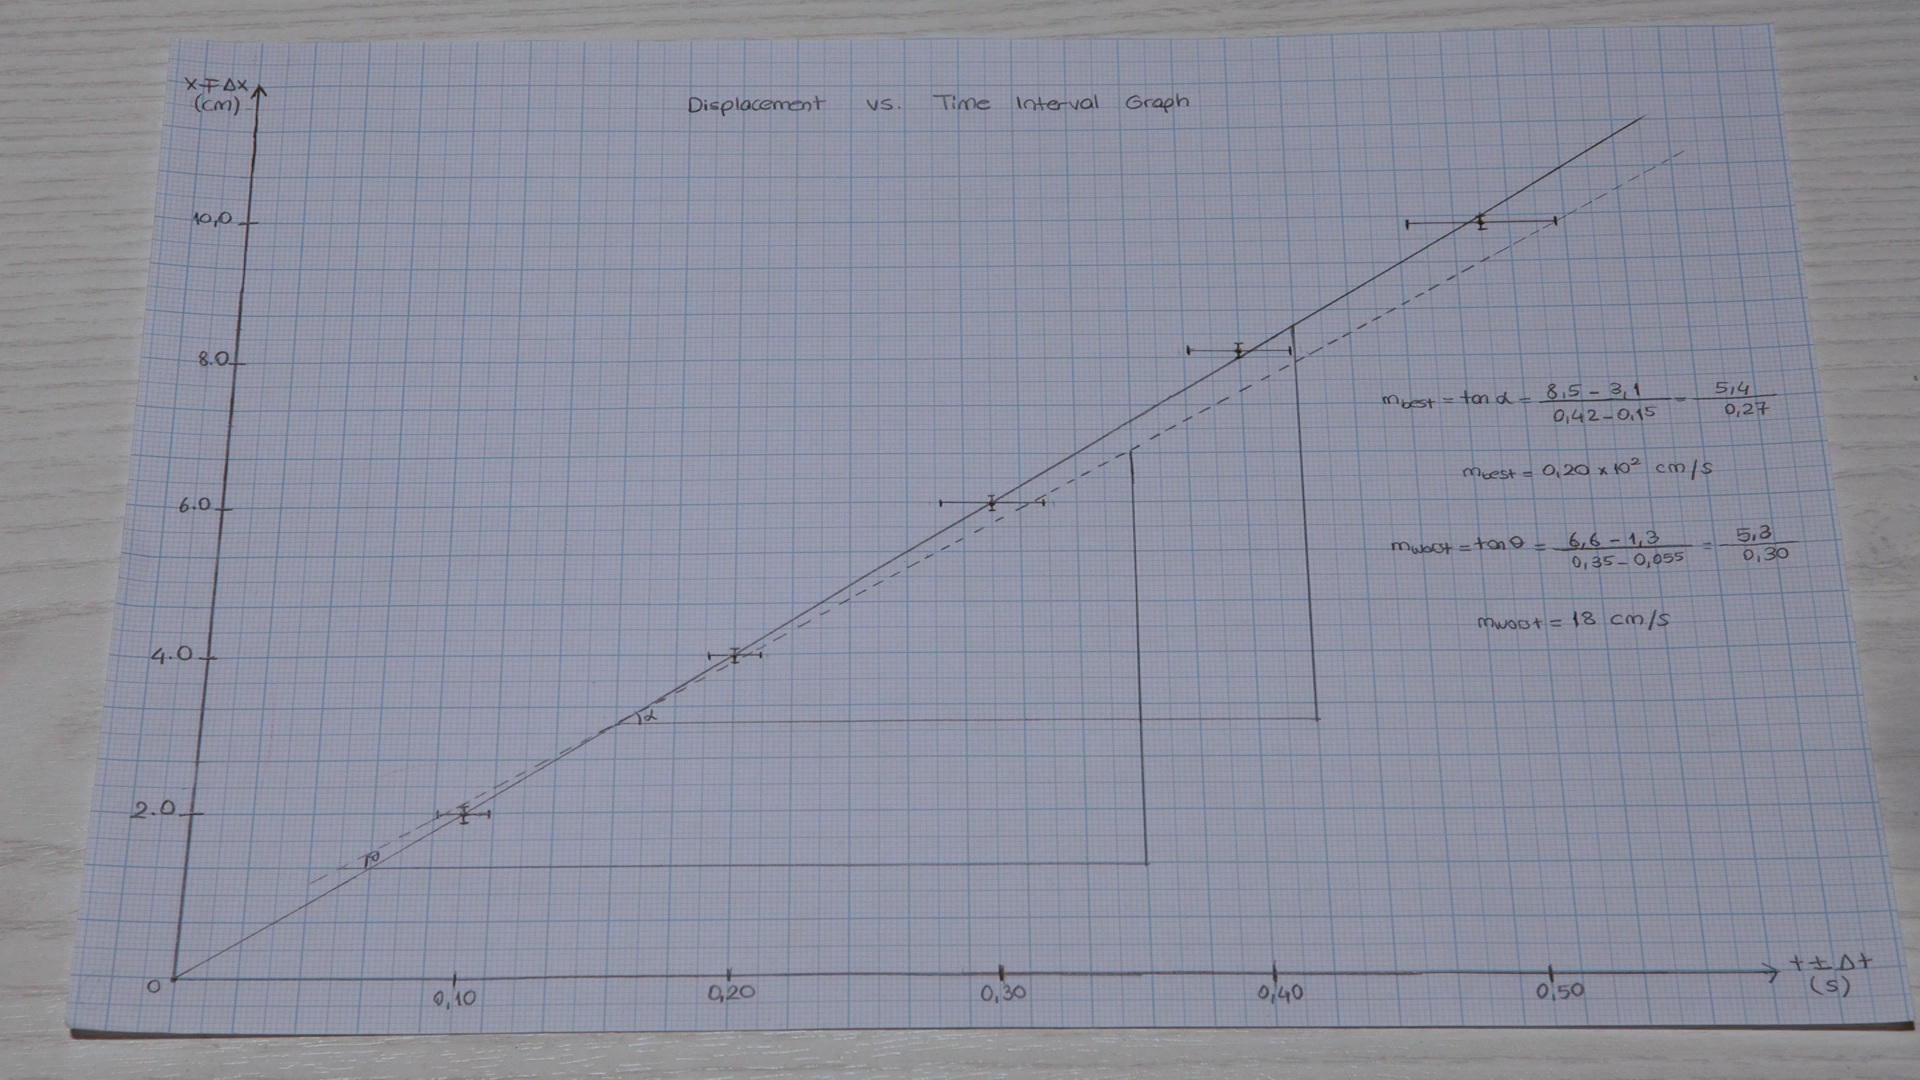 x∓Δx
(cm)
Displacement vs. Time Interval Graph
10,0
8.0
6.0
4.0
2.0
0
0,10
0,20
0,30
0,40
0,50
t±Δt
(s)
α
θ
m_best = tan α = (8,5 - 3,1)/(0,42 - 0,15) = 5,4/0,27
m_best = 0,20 x 10² cm/s
m_worst = tan θ = (6,6 - 1,3)/(0,35 - 0,055) = 5,3/0,30
m_worst = 18 cm/s